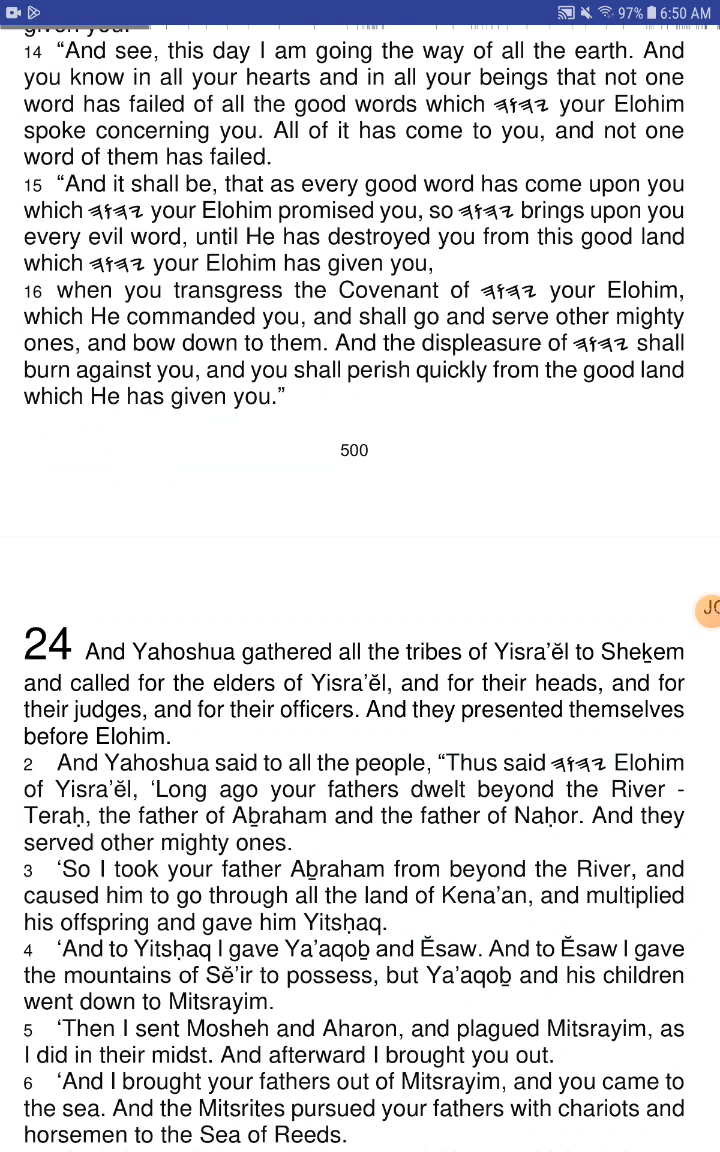 97% 6:50 AM
given you.
14 “And see, this day I am going the way of all the earth. And
you know in all your hearts and in all your beings that not one
word has failed of all the good words which 𐤉𐤄𐤅𐤄 your Elohim
spoke concerning you. All of it has come to you, and not one
word of them has failed.
15 “And it shall be, that as every good word has come upon you
which 𐤉𐤄𐤅𐤄 your Elohim promised you, so 𐤉𐤄𐤅𐤄 brings upon you
every evil word, until He has destroyed you from this good land
which 𐤉𐤄𐤅𐤄 your Elohim has given you,
16 when you transgress the Covenant of 𐤉𐤄𐤅𐤄 your Elohim,
which He commanded you, and shall go and serve other mighty
ones, and bow down to them. And the displeasure of 𐤉𐤄𐤅𐤄 shall
burn against you, and you shall perish quickly from the good land
which He has given you.”
500
24 And Yahoshua gathered all the tribes of Yisra’ĕl to Sheḵem
and called for the elders of Yisra’ĕl, and for their heads, and for
their judges, and for their officers. And they presented themselves
before Elohim.
2 And Yahoshua said to all the people, “Thus said 𐤉𐤄𐤅𐤄 Elohim
of Yisra’ĕl, ‘Long ago your fathers dwelt beyond the River -
Teraḥ, the father of Aḇraham and the father of Naḥor. And they
served other mighty ones.
3 ‘So I took your father Aḇraham from beyond the River, and
caused him to go through all the land of Kena’an, and multiplied
his offspring and gave him Yitsḥaq.
4 ‘And to Yitsḥaq I gave Ya’aqoḇ and Ěsaw. And to Ěsaw I gave
the mountains of Sĕ’ir to possess, but Ya’aqoḇ and his children
went down to Mitsrayim.
5 ‘Then I sent Mosheh and Aharon, and plagued Mitsrayim, as
I did in their midst. And afterward I brought you out.
6 ‘And I brought your fathers out of Mitsrayim, and you came to
the sea. And the Mitsrites pursued your fathers with chariots and
horsemen to the Sea of Reeds.